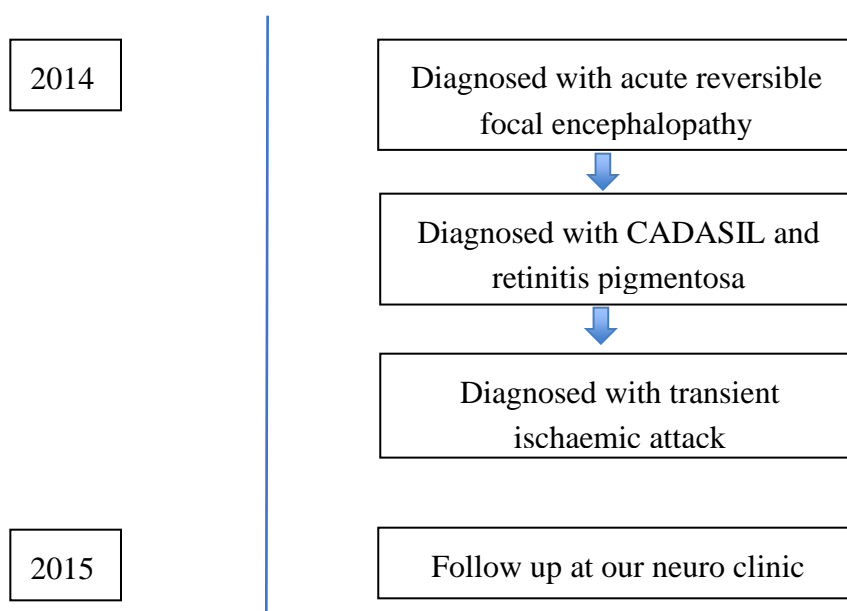 2014
Diagnosed with acute reversible
focal encephalopathy
Diagnosed with CADASIL and
retinitis pigmentosa
Diagnosed with transient
ischaemic attack
2015
Follow up at our neuro clinic